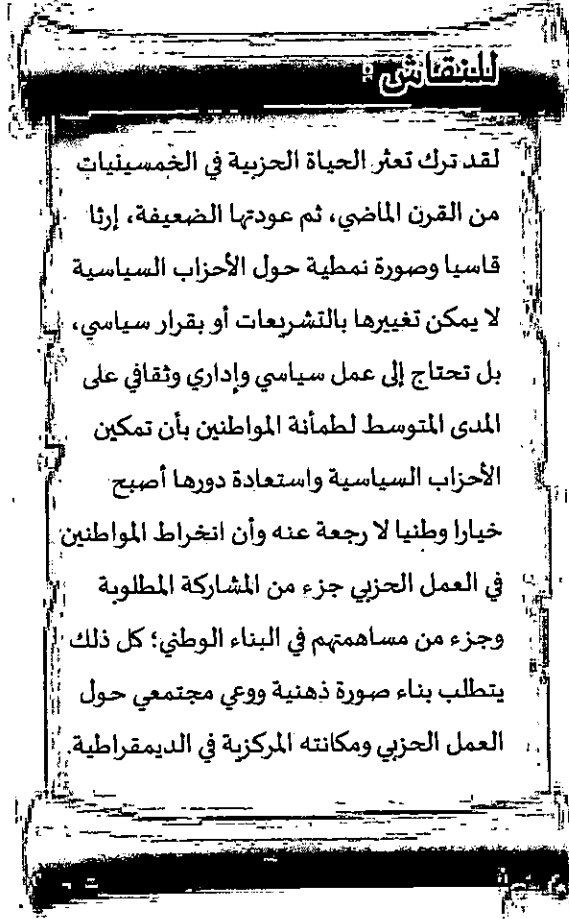 للنقاش:
لقد ترك تعثر الحياة الحزبية في الخمسينيات
من القرن الماضي، ثم عودتها الضعيفة، إرثا
قاسيا وصورة نمطية حول الأحزاب السياسية
لا يمكن تغييرها بالتشريعات أو بقرار سياسي،
بل تحتاج إلى عمل سياسي وإداري وثقافي على
المدى المتوسط لطمأنة المواطنين بأن تمكين
الأحزاب السياسية واستعادة دورها أصبح
خيارا وطنيا لا رجعة عنه وأن انخراط المواطنين
في العمل الحزبي جزء من المشاركة المطلوبة
وجزء من مساهمتهم في البناء الوطني؛ كل ذلك
يتطلب بناء صورة ذهنية ووعي مجتمعي حول
العمل الحزبي ومكانته المركزية في الديمقراطية.